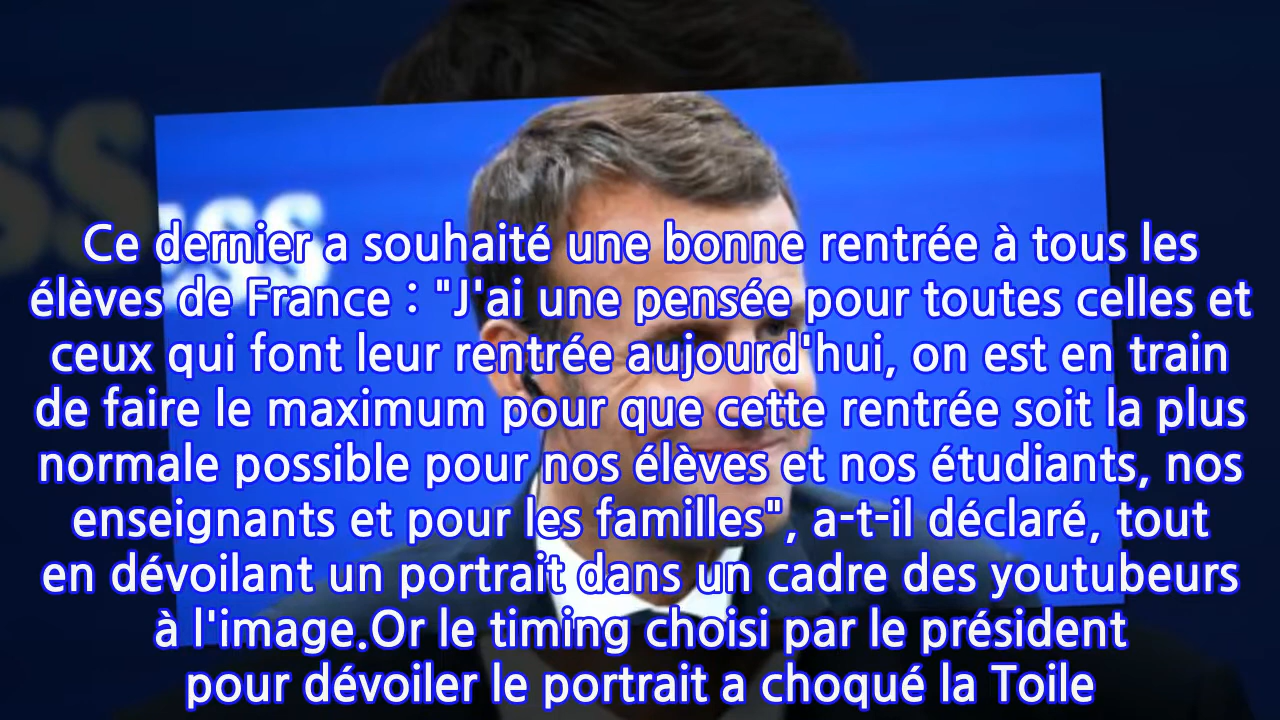 ss
ss
Ce dernier a souhaité une bonne rentrée à tous les
élèves de France : "J'ai une pensée pour toutes celles et
ceux qui font leur rentrée aujourd'hui, on est en train
de faire le maximum pour que cette rentrée soit la plus
normale possible pour nos élèves et nos étudiants, nos
enseignants et pour les familles", a-t-il déclaré, tout
en dévoilant un portrait dans un cadre des youtubeurs
à l'image.Or le timing choisi par le président
pour dévoiler le portrait a choqué la Toile